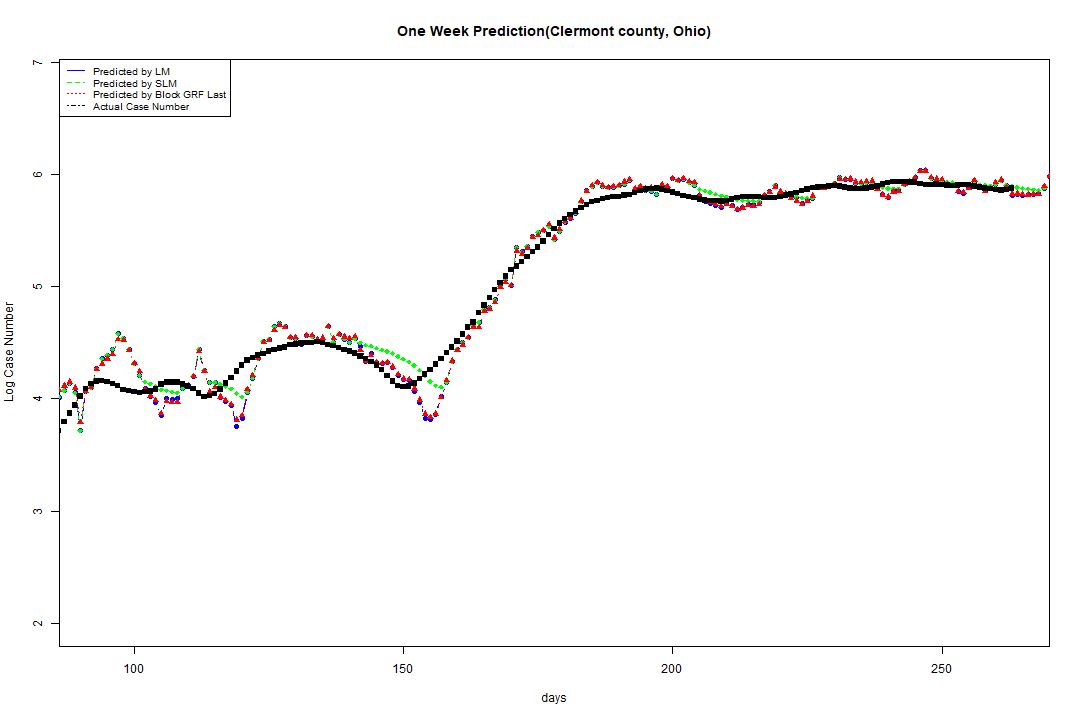 One Week Prediction(Clermont county, Ohio)
Predicted by LM
Predicted by SLM
Predicted by Block GRF Last
Actual Case Number
Log Case Number
7
6
5
4
3
2
100 150 200 250
days